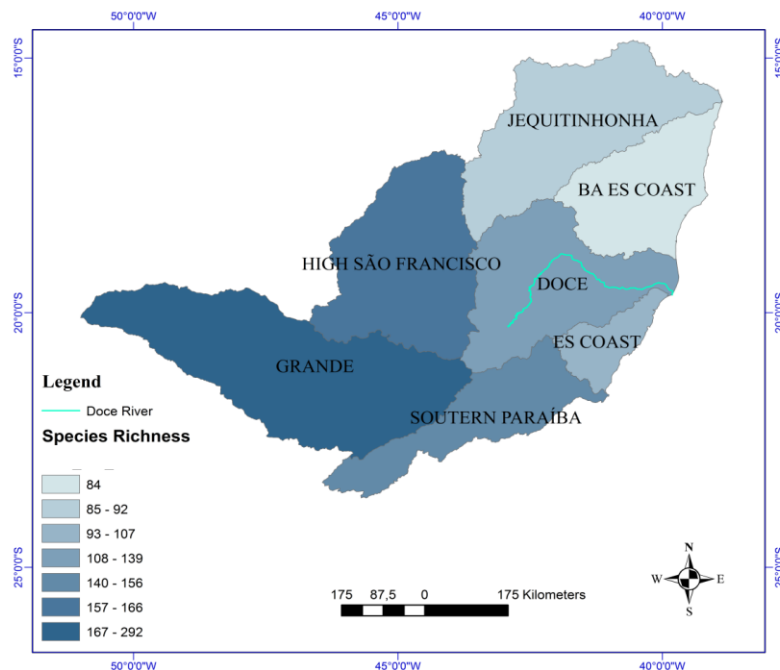 50°0'0"W 45°0'0"W 40°0'0"W
15°0'0"S 15°0'0"S
JEQUITINHONHA
BA ES COAST
HIGH SÃO FRANCISCO
DOCE
20°0'0"S 20°0'0"S
ES COAST
GRANDE
SOUTERN PARAÍBA
Legend
Doce River
Species Richness
84
85 - 92
93 - 107
108 - 139
140 - 156
157 - 166
167 - 292
25°0'0"S 25°0'0"S
N
W E
S
175 87,5 0 175 Kilometers
50°0'0"W 45°0'0"W 40°0'0"W